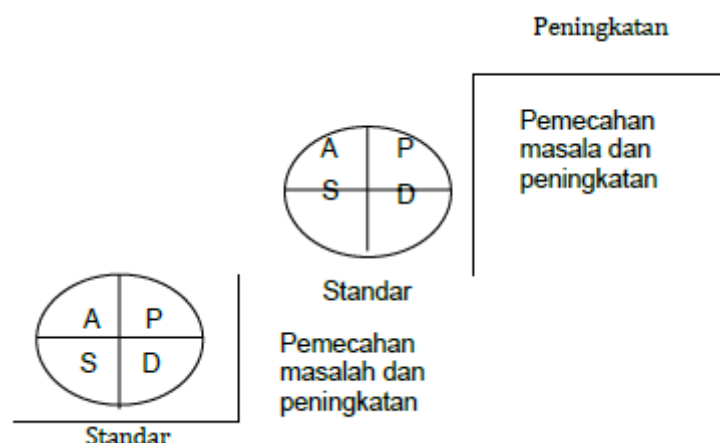 Peningkatan
Pemecahan
masala dan
peningkatan
A P
S D
Standar
A P
S D
Pemecahan
masalah dan
peningkatan
Standar